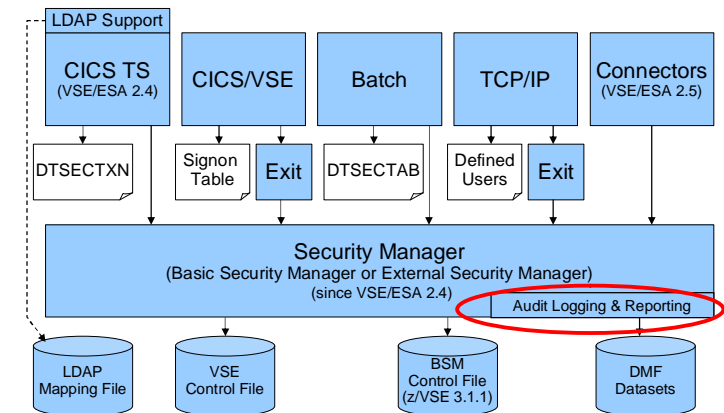 LDAP Support
CICS TS
(VSE/ESA 2.4)
CICS/VSE
Batch
TCP/IP
Connectors
(VSE/ESA 2.5)
DTSECTXN
Signon
Table
Exit
DTSECTAB
Defined
Users
Exit
Security Manager
(Basic Security Manager or External Security Manager)
(since VSE/ESA 2.4)
Audit Logging & Reporting
LDAP
Mapping File
VSE
Control File
BSM
Control File
(z/VSE 3.1.1)
DMF
Datasets